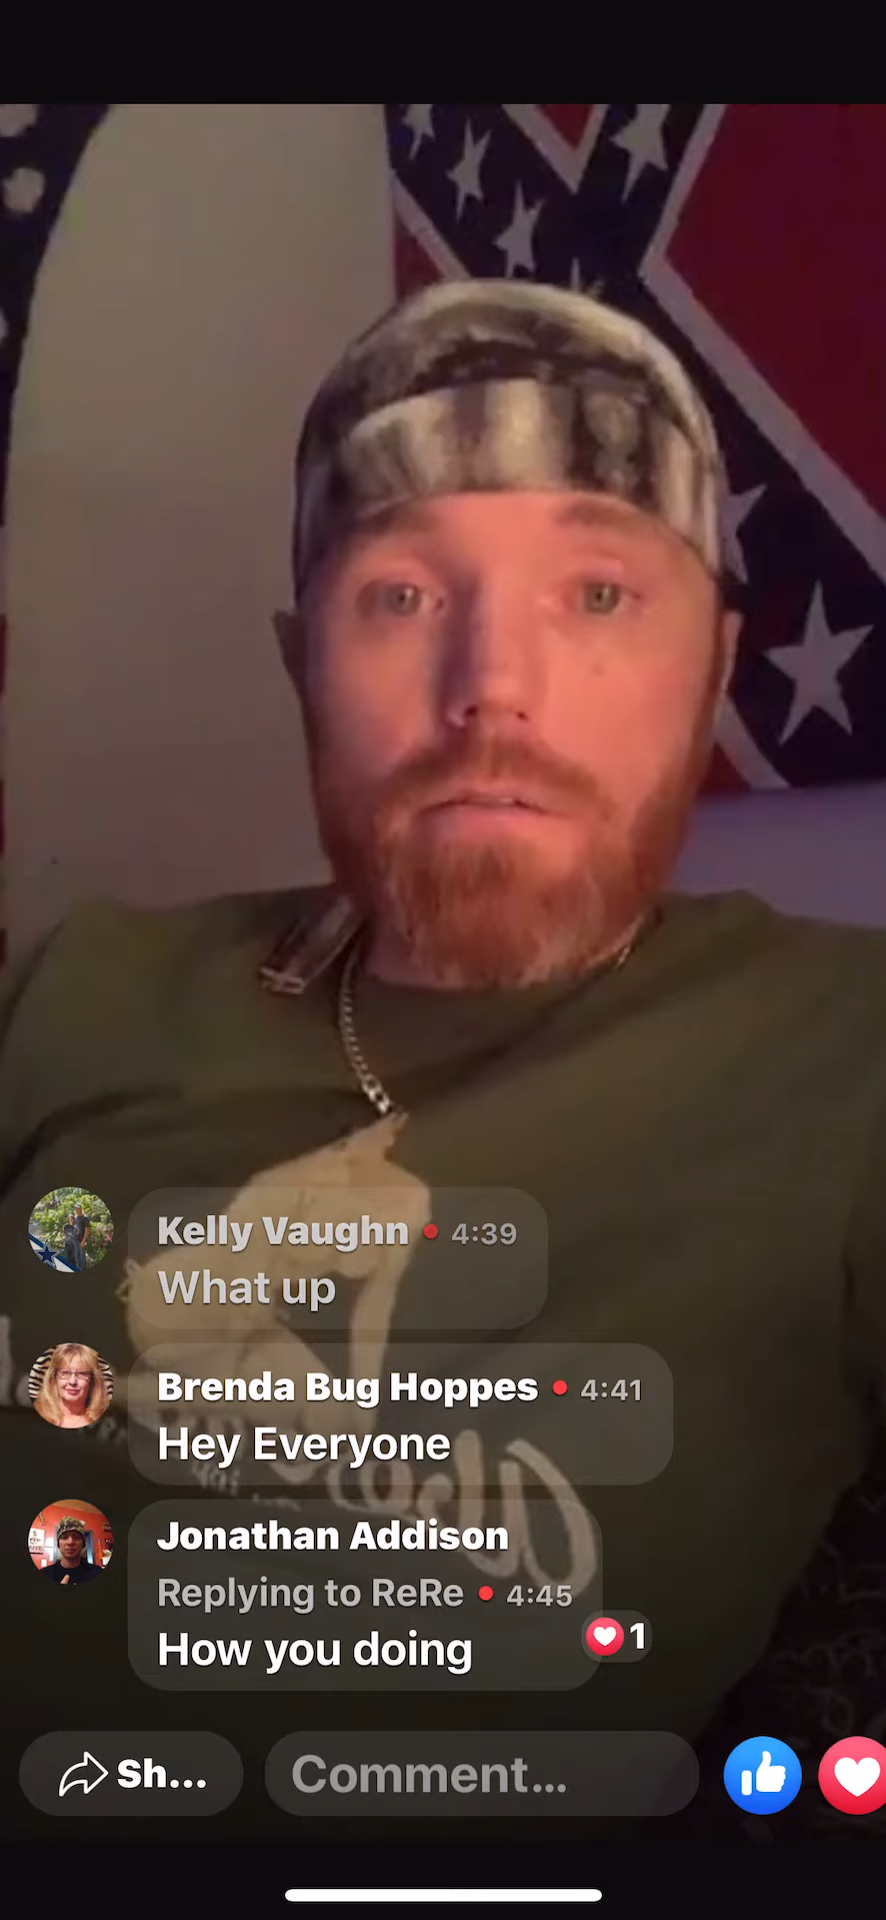 Kelly Vaughn • 4:39
What up
Brenda Bug Hoppes • 4:41
Hey Everyone
Jonathan Addison
Replying to ReRe • 4:45
How you doing
1
Sh...
Comment...